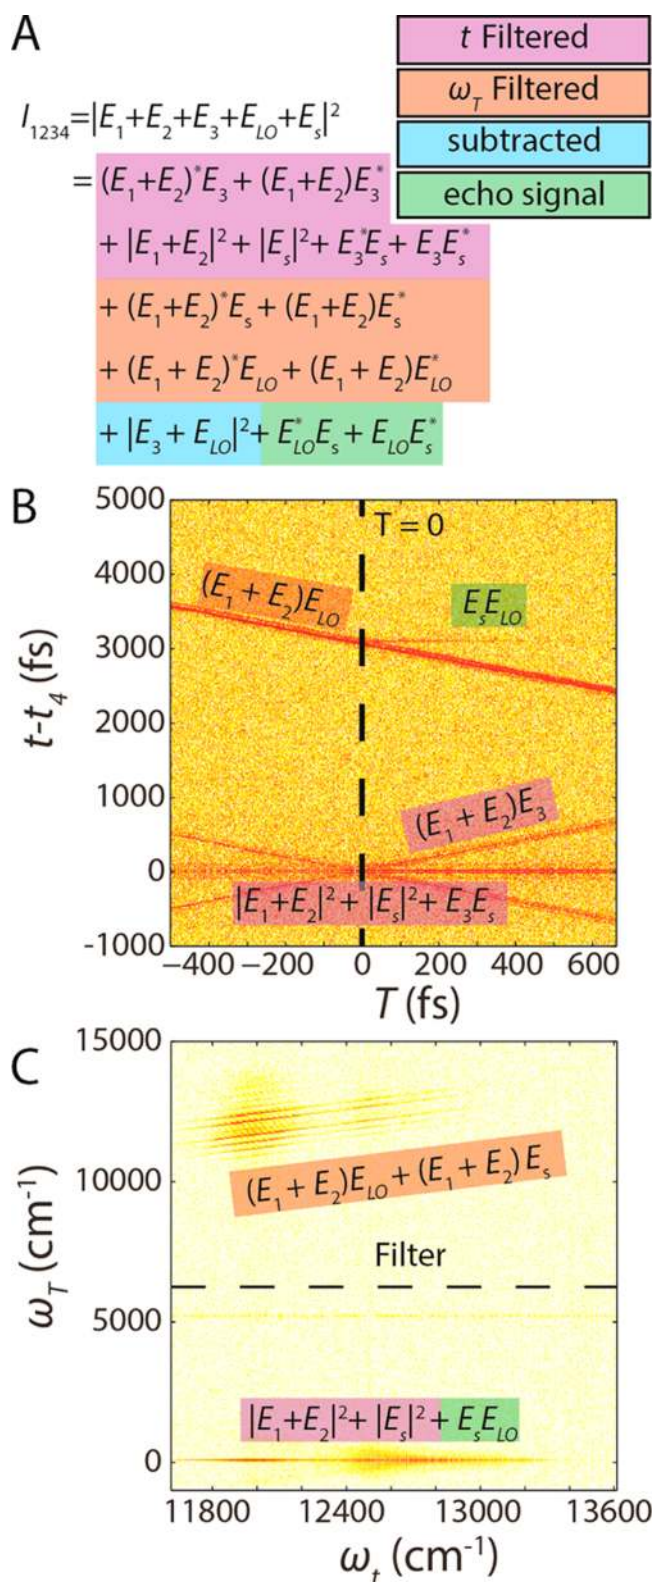 A
t Filtered
ω_T Filtered
subtracted
echo signal
I_1234=|E_1+E_2+E_3+E_LO+E_s|^2
= (E_1+E_2)^*E_3 + (E_1+E_2)E_3^*
+ |E_1+E_2|^2 + |E_s|^2 + E_3^*E_s + E_3E_s^*
+ (E_1+E_2)^*E_s + (E_1+E_2)E_s^*
+ (E_1 + E_2)^*E_LO + (E_1 + E_2)E_LO^*
+ |E_3 + E_LO|^2 + E_LO^*E_s + E_LOE_s^*
B
5000
4000
3000
2000
1000
0
-1000
t-t_4 (fs)
T = 0
(E_1 + E_2)E_LO
E_sE_LO
(E_1 + E_2)E_3
|E_1+E_2|^2 + |E_s|^2 + E_3E_s
−400 −200 0 200 400 600
T (fs)
C
15000
10000
5000
0
ω_T (cm^-1)
(E_1 + E_2)E_LO + (E_1 + E_2)E_s
Filter
|E_1+E_2|^2 + |E_s|^2 + E_sE_LO
11800 12400 13000 13600
ω_t (cm^-1)